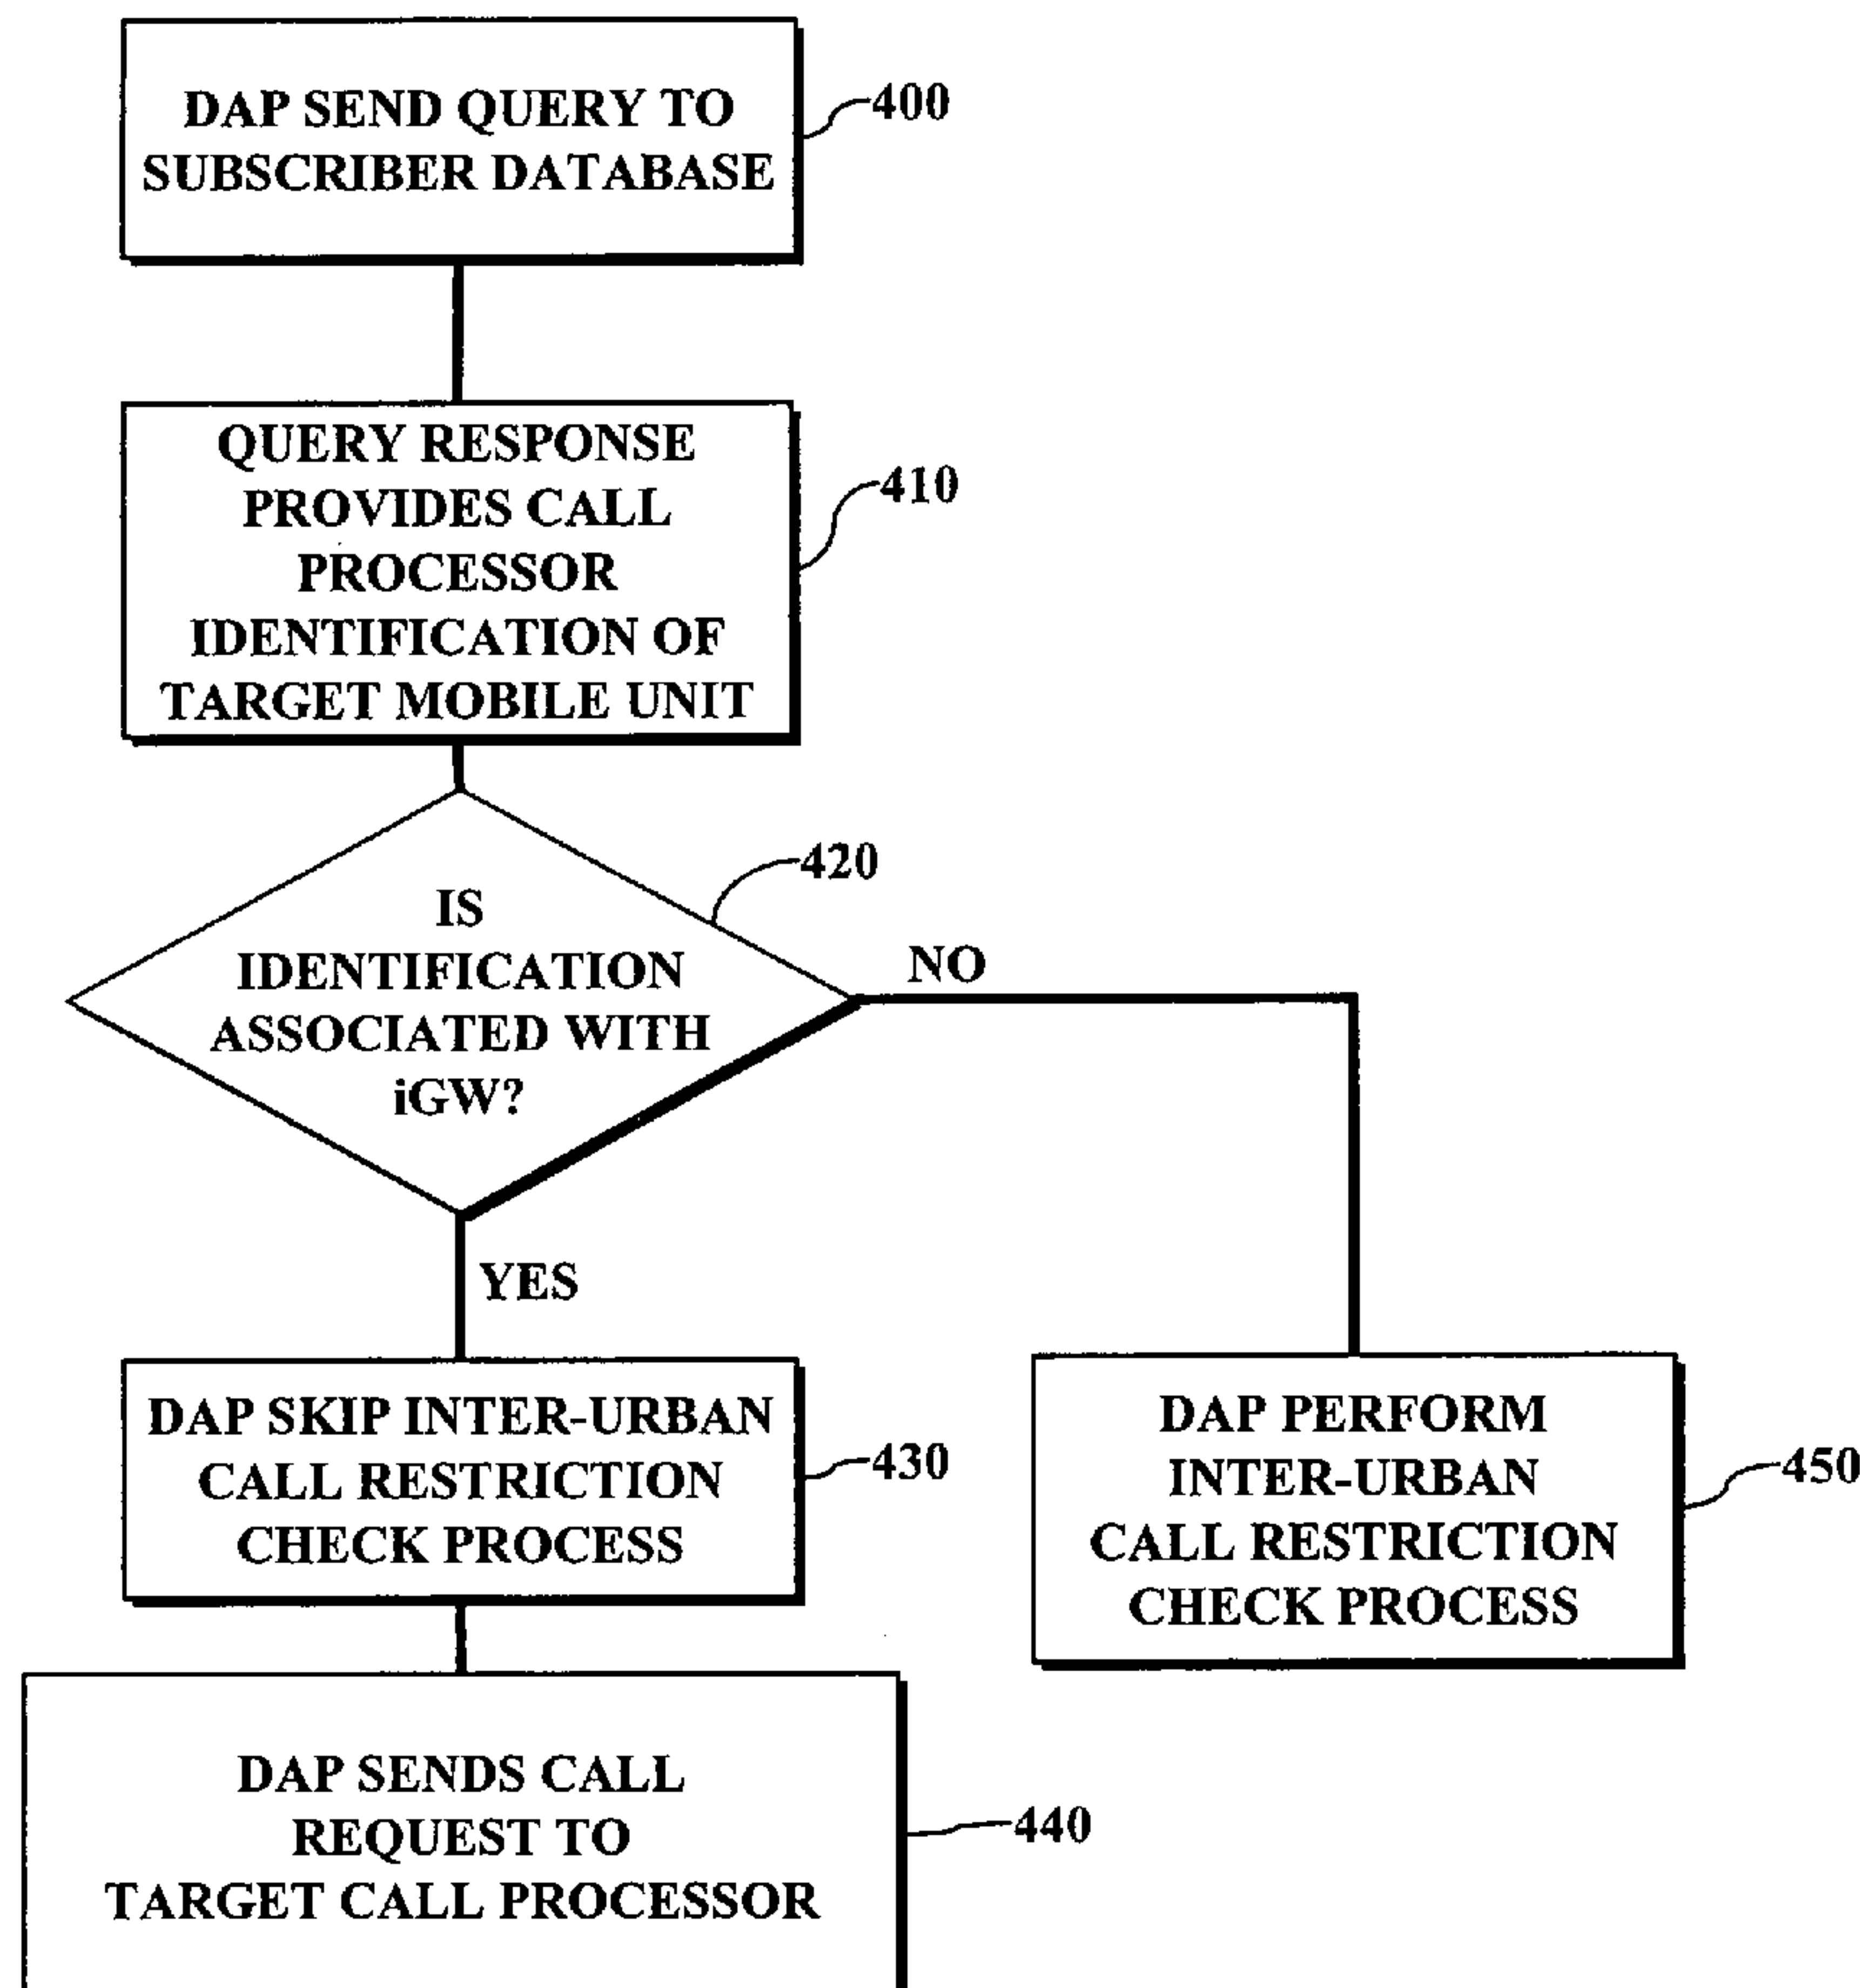 DAP SEND QUERY TO
SUBSCRIBER DATABASE
400
QUERY RESPONSE
PROVIDES CALL
PROCESSOR
IDENTIFICATION OF
TARGET MOBILE UNIT
410
IS
IDENTIFICATION
ASSOCIATED WITH
iGW?
420
NO
YES
DAP SKIP INTER-URBAN
CALL RESTRICTION
CHECK PROCESS
430
DAP PERFORM
INTER-URBAN
CALL RESTRICTION
CHECK PROCESS
450
DAP SENDS CALL
REQUEST TO
TARGET CALL PROCESSOR
440